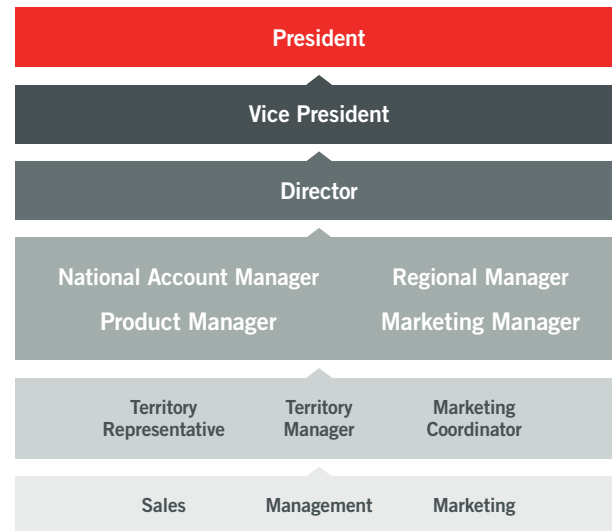 President
Vice President
Director
National Account Manager Regional Manager
Product Manager Marketing Manager
Territory Territory Marketing
Representative Manager Coordinator
Sales Management Marketing